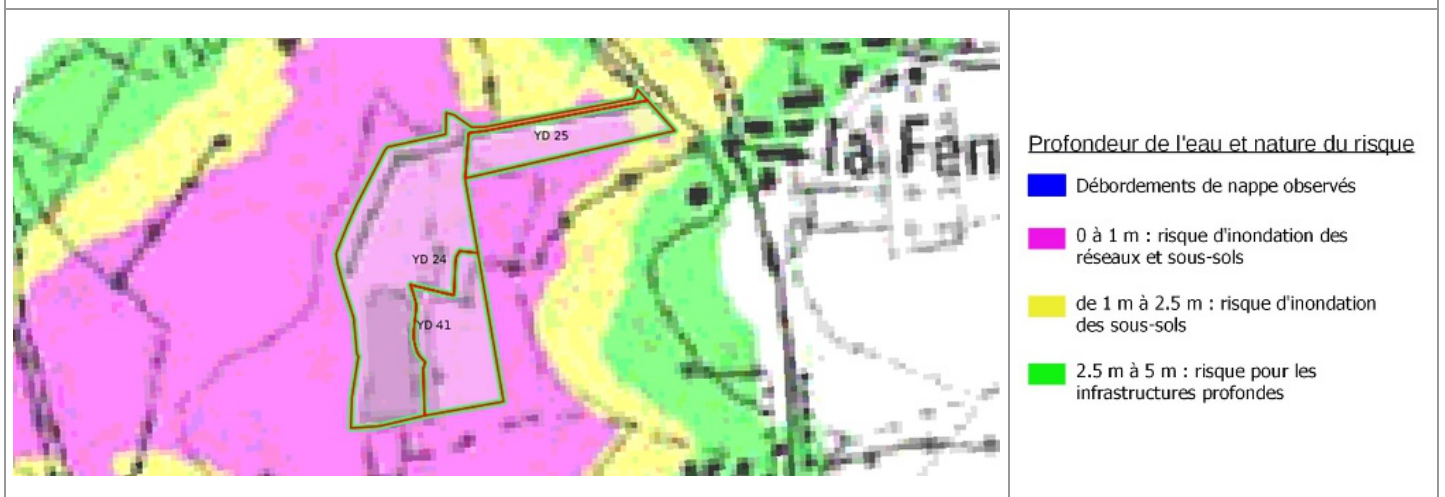 YD 25
la Fen
YD 24
YD 41
Profondeur de l'eau et nature du risque
Débordements de nappe observés
0 à 1 m : risque d'inondation des
réseaux et sous-sols
de 1 m à 2.5 m : risque d'inondation
des sous-sols
2.5 m à 5 m : risque pour les
infrastructures profondes